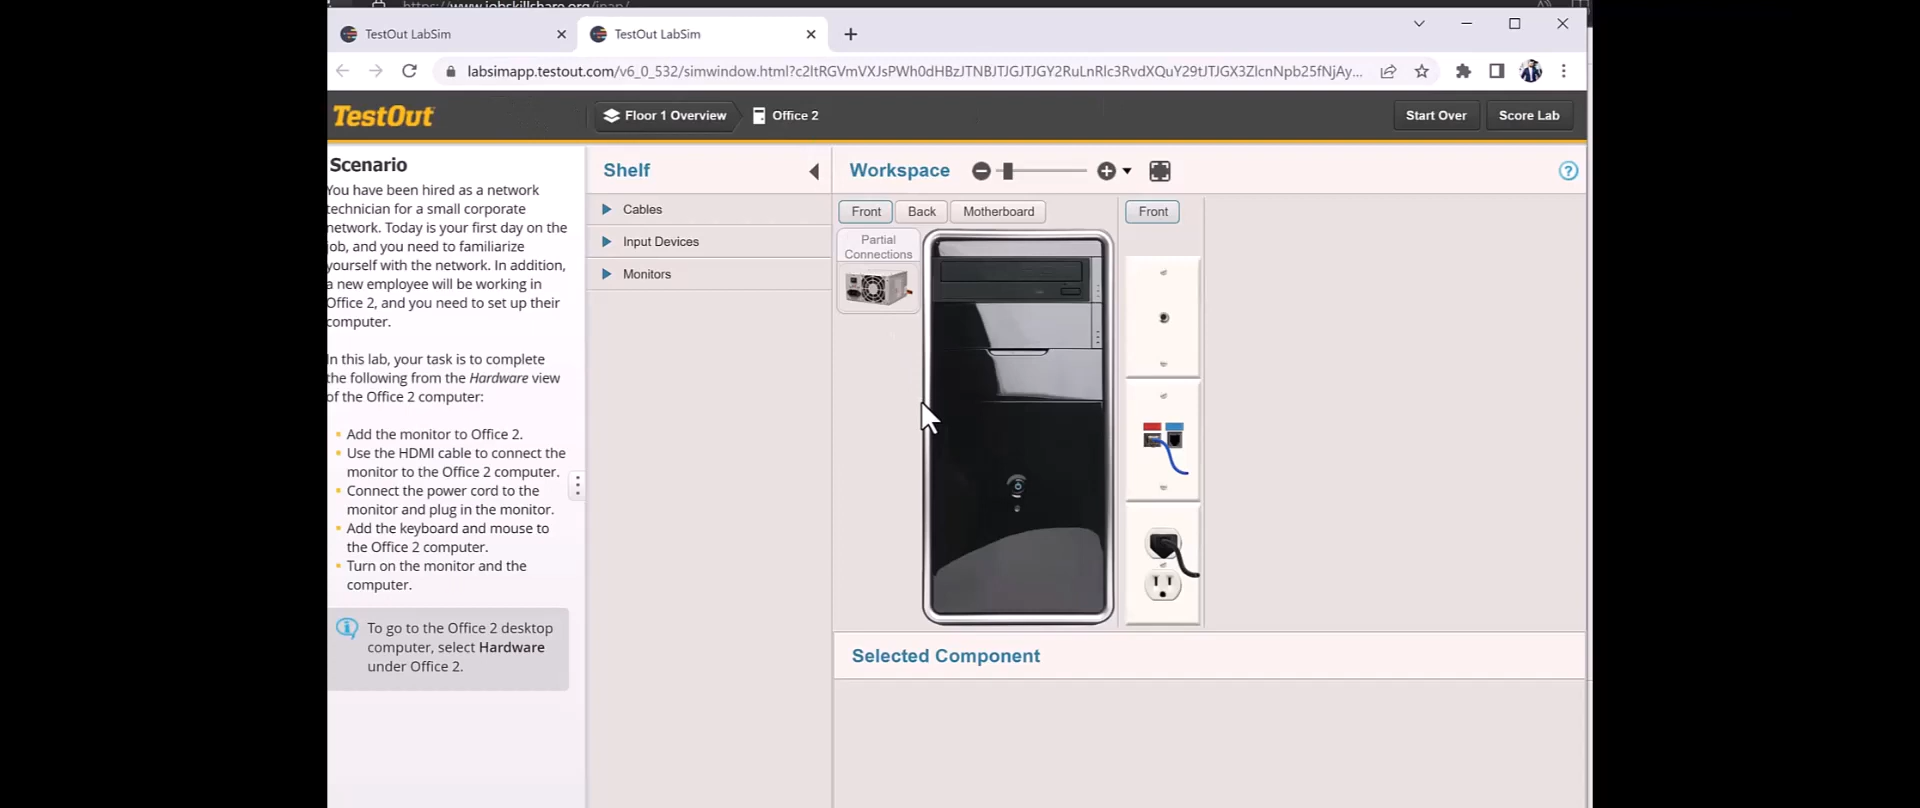 https://www.jobskillshare.org/inap/
TestOut LabSim
TestOut LabSim
labsimapp.testout.com/v6_0_532/simwindow.html?c2ltRGVmVXJsPWh0dHBzJTNBJTJGJTJGY2RuLnRlc3RvdXQuY29tJTJGX3ZlcnNpb25fNjAy...
TestOut
Floor 1 Overview
Office 2
Start Over
Score Lab
Scenario
You have been hired as a network
technician for a small corporate
network. Today is your first day on the
job, and you need to familiarize
yourself with the network. In addition,
a new employee will be working in
Office 2, and you need to set up their
computer.
In this lab, your task is to complete
the following from the Hardware view
of the Office 2 computer:
Add the monitor to Office 2.
Use the HDMI cable to connect the
monitor to the Office 2 computer.
Connect the power cord to the
monitor and plug in the monitor.
Add the keyboard and mouse to
the Office 2 computer.
Turn on the monitor and the
computer.
To go to the Office 2 desktop
computer, select Hardware
under Office 2.
Shelf
Cables
Input Devices
Monitors
Workspace
Front
Back
Motherboard
Front
Partial
Connections
Selected Component